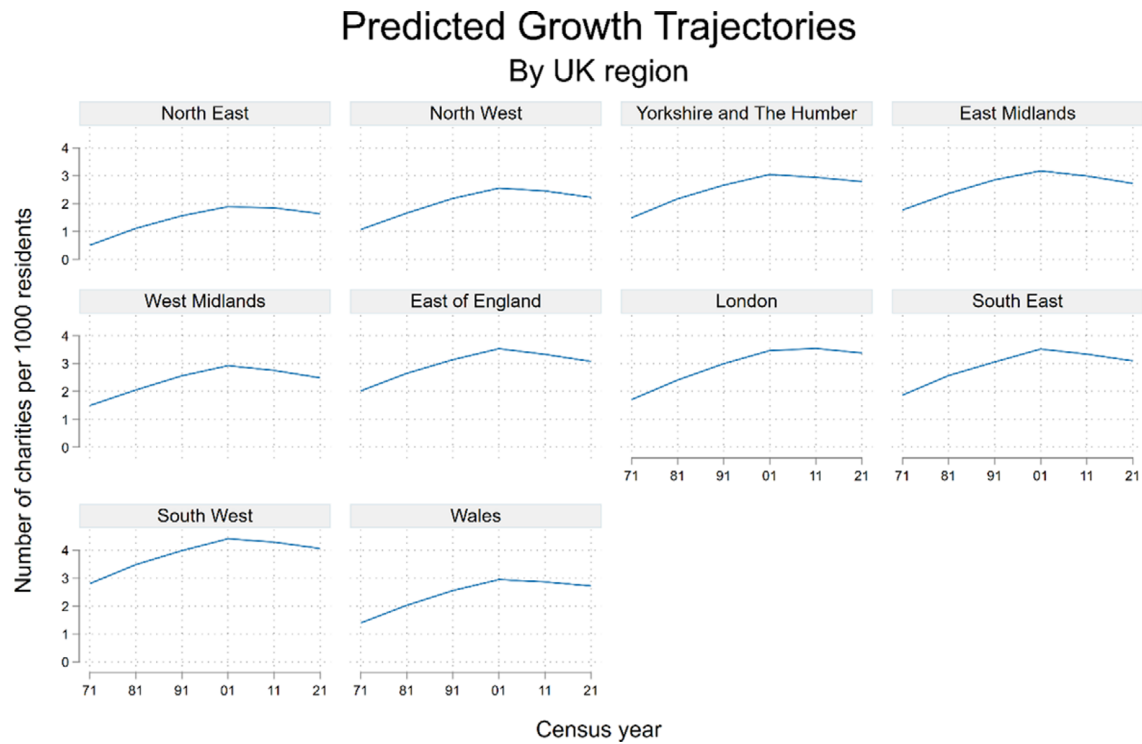 Predicted Growth Trajectories
By UK region
Number of charities per 1000 residents
North East North West Yorkshire and The Humber East Midlands
4
3
2
1
0
West Midlands East of England London South East
4
3
2
1
0
71 81 91 01 11 21 71 81 91 01 11 21
South West Wales
4
3
2
1
0
71 81 91 01 11 21 71 81 91 01 11 21
Census year